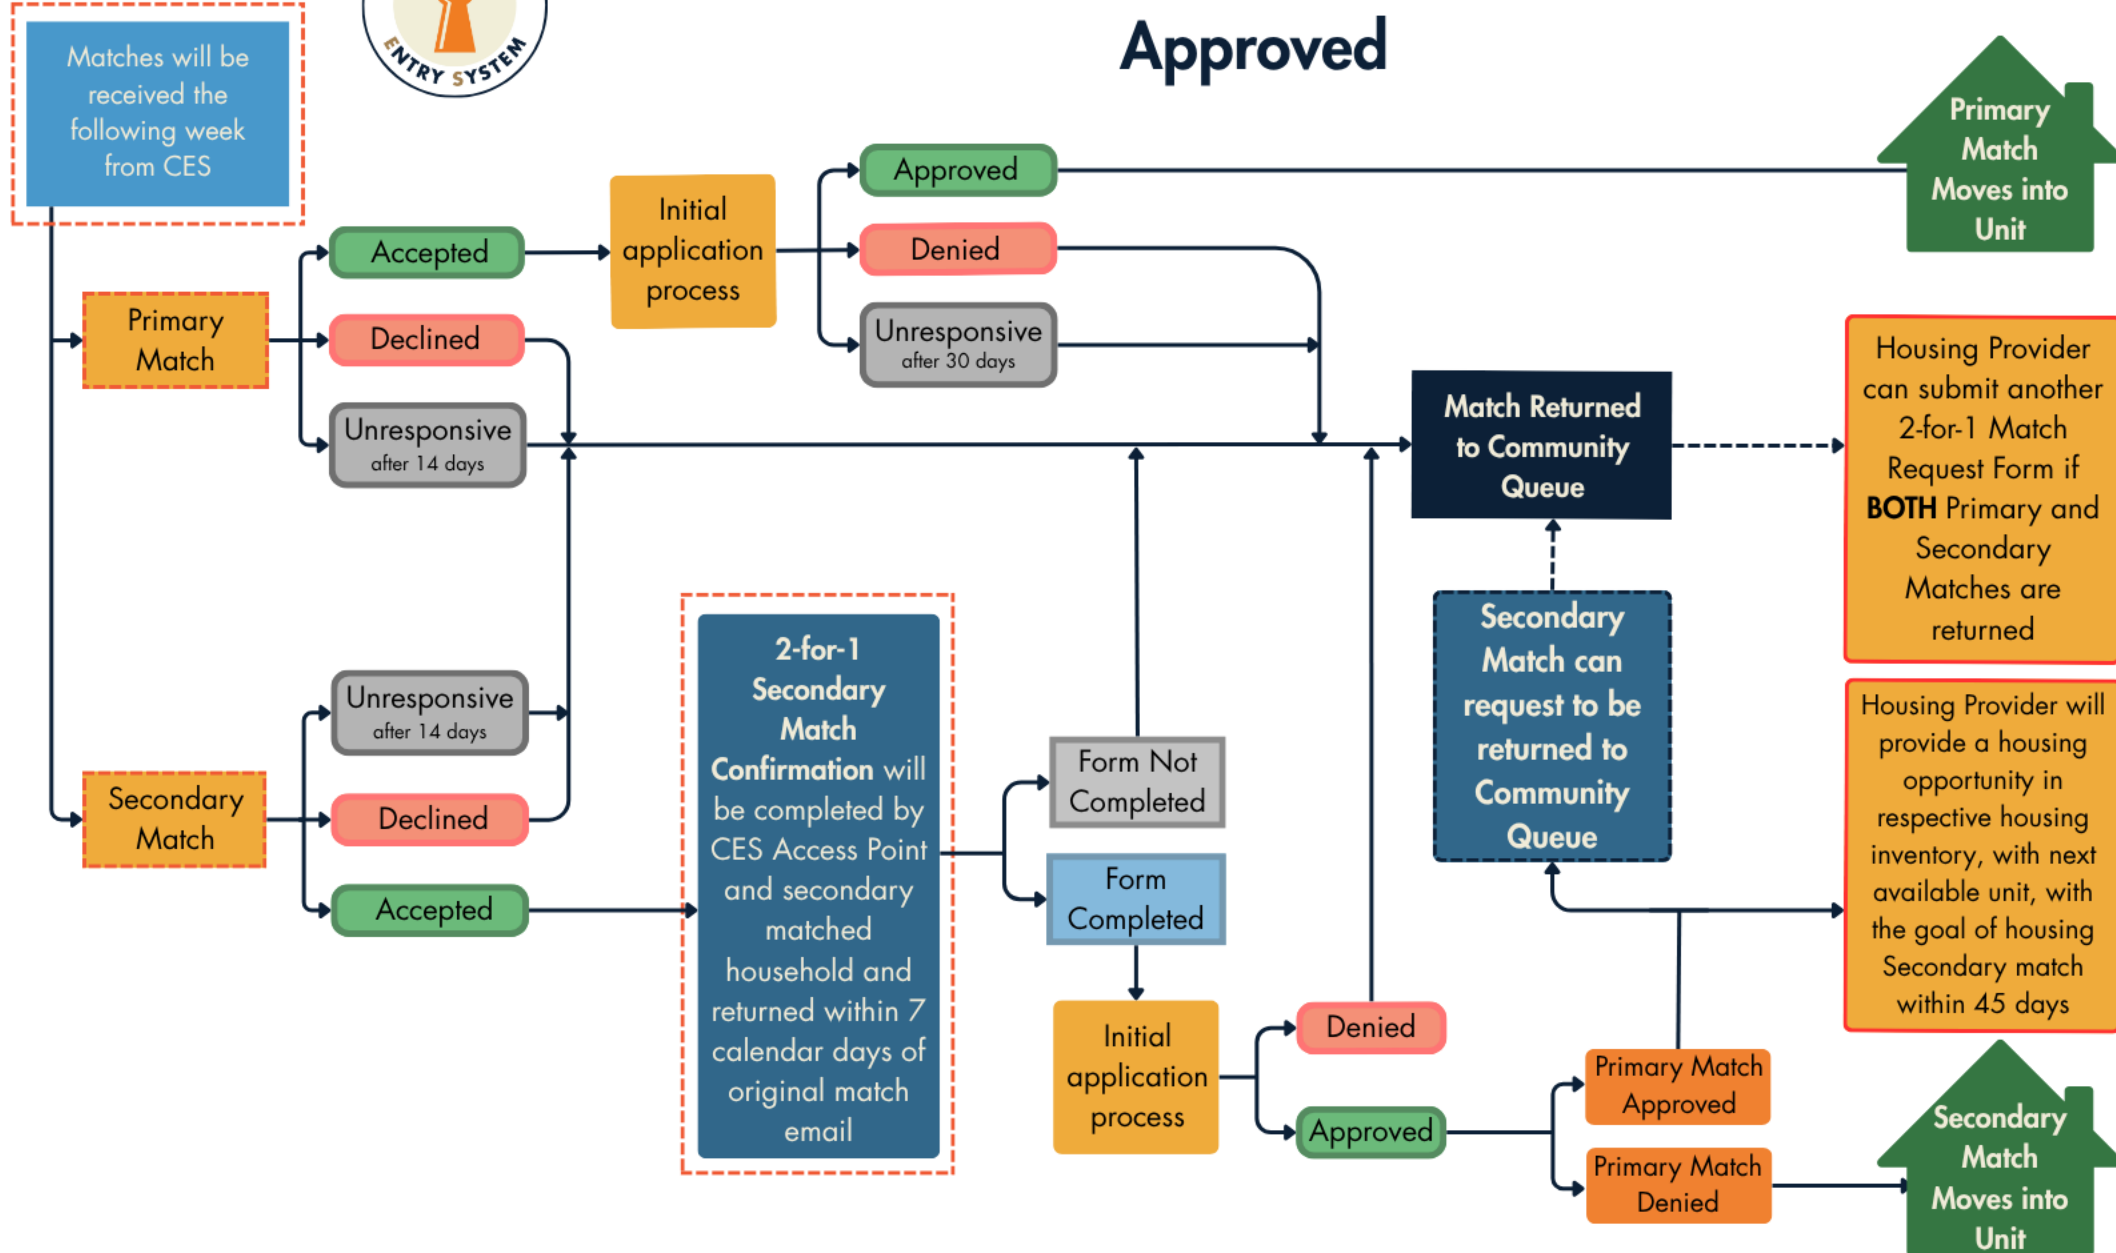 Matches will be
received the
following week
from CES
ENTRY SYSTEM
Approved
Primary
Match
Moves into
Unit
Primary
Match
Accepted
Declined
Unresponsive
after 14 days
Initial
application
process
Approved
Denied
Unresponsive
after 30 days
Match Returned
to Community
Queue
Housing Provider
can submit another
2-for-1 Match
Request Form if
BOTH Primary and
Secondary
Matches are
returned
Secondary
Match
Unresponsive
after 14 days
Declined
Accepted
2-for-1
Secondary
Match
Confirmation will
be completed by
CES Access Point
and secondary
matched
household and
returned within 7
calendar days of
original match
email
Form Not
Completed
Form
Completed
Initial
application
process
Denied
Approved
Secondary
Match can
request to be
returned to
Community
Queue
Primary Match
Approved
Primary Match
Denied
Housing Provider will
provide a housing
opportunity in
respective housing
inventory, with next
available unit, with
the goal of housing
Secondary match
within 45 days
Secondary
Match
Moves into
Unit